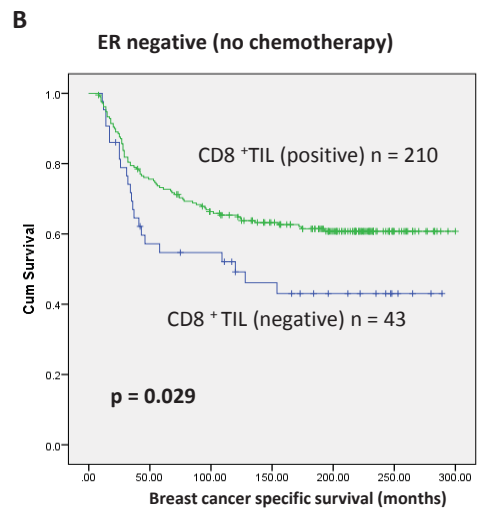 B
ER negative (no chemotherapy)
1.0
CD8 +TIL (positive) n = 210
0.8
0.6
Cum Survival
0.4
CD8 + TIL (negative) n = 43
0.2
p = 0.029
0.0
.00 50.00 100.00 150.00 200.00 250.00 300.00
Breast cancer specific survival (months)